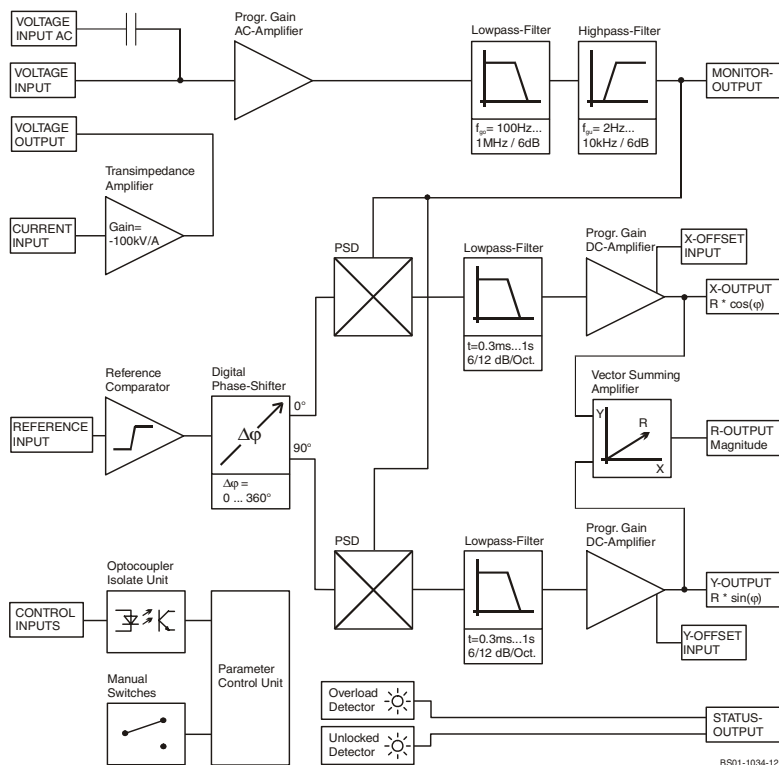 VOLTAGE
INPUT AC
Progr. Gain
AC-Amplifier
Lowpass-Filter
Highpass-Filter
VOLTAGE
INPUT
MONITOR-
OUTPUT
VOLTAGE
OUTPUT
fgo= 100Hz...
1MHz / 6dB
fgu= 2Hz...
10kHz / 6dB
Transimpedance
Amplifier
CURRENT
INPUT
Gain=
-100kV/A
PSD
Lowpass-Filter
Progr. Gain
DC-Amplifier
X-OFFSET
INPUT
X-OUTPUT
R * cos(φ)
t=0.3ms...1s
6/12 dB/Oct.
Reference
Comparator
Digital
Phase-Shifter
Vector Summing
Amplifier
REFERENCE
INPUT
Δφ
0°
90°
Δφ =
0 ... 360°
Y
R
X
R-OUTPUT
Magnitude
PSD
Lowpass-Filter
Progr. Gain
DC-Amplifier
Optocoupler
Isolate Unit
CONTROL
INPUTS
Y-OUTPUT
R * sin(φ)
t=0.3ms...1s
6/12 dB/Oct.
Y-OFFSET
INPUT
Manual
Switches
Parameter
Control Unit
Overload
Detector
Unlocked
Detector
STATUS-
OUTPUT
BS01-1034-12